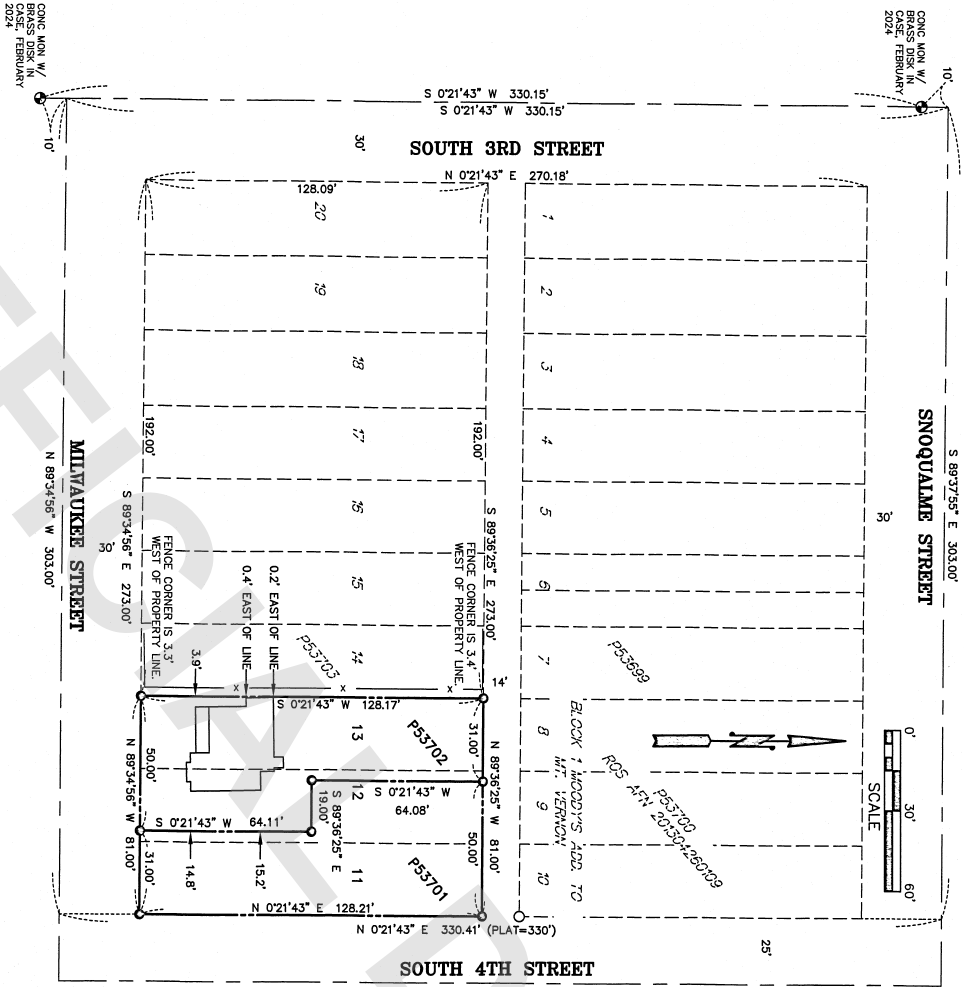 CONC MON W/
BRASS DISK IN
CASE, FEBRUARY
2024
10'
CONC MON W/
BRASS DISK IN
CASE, FEBRUARY
2024
10'
S 0°21'43" W 330.15'
S 0°21'43" W 330.15'
30'
SOUTH 3RD STREET
N 0°21'43" E 270.18'
128.09'
20
19
18
17
16
15
14
13
12
11
1
2
3
4
5
6
7
8
9
10
192.00'
192.00'
MILWAUKEE STREET
N 89°34'56" W 303.00'
S 89°34'56" E 273.00'
30'
FENCE CORNER IS 3.3'
WEST OF PROPERTY LINE.
0.4' EAST OF LINE
0.2' EAST OF LINE
3.9'
S 89°36'25" E 273.00'
FENCE CORNER IS 3.4'
WEST OF PROPERTY LINE.
14'
SNOQUALME STREET
S 89°37'55" E 303.00'
30'
P53703
P53699
X X X
S 0°21'43" W 128.17'
P53702
31.00'
N 89°36'25" W 81.00'
50.00'
N 89°34'56" W 81.00'
50.00'
31.00'
S 0°21'43" W
64.08'
S 89°36'25" E
19.00'
S 0°21'43" W 64.11'
14.8'
15.2'
P53701
BLOCK 1 MOODY'S ADD. TO
MT. VERNON
P53700
ROS AFN 201304260109
SCALE
0'
30'
60'
N 0°21'43" E 128.21'
N 0°21'43" E 330.41' (PLAT=330')
25'
SOUTH 4TH STREET
FICIAL D